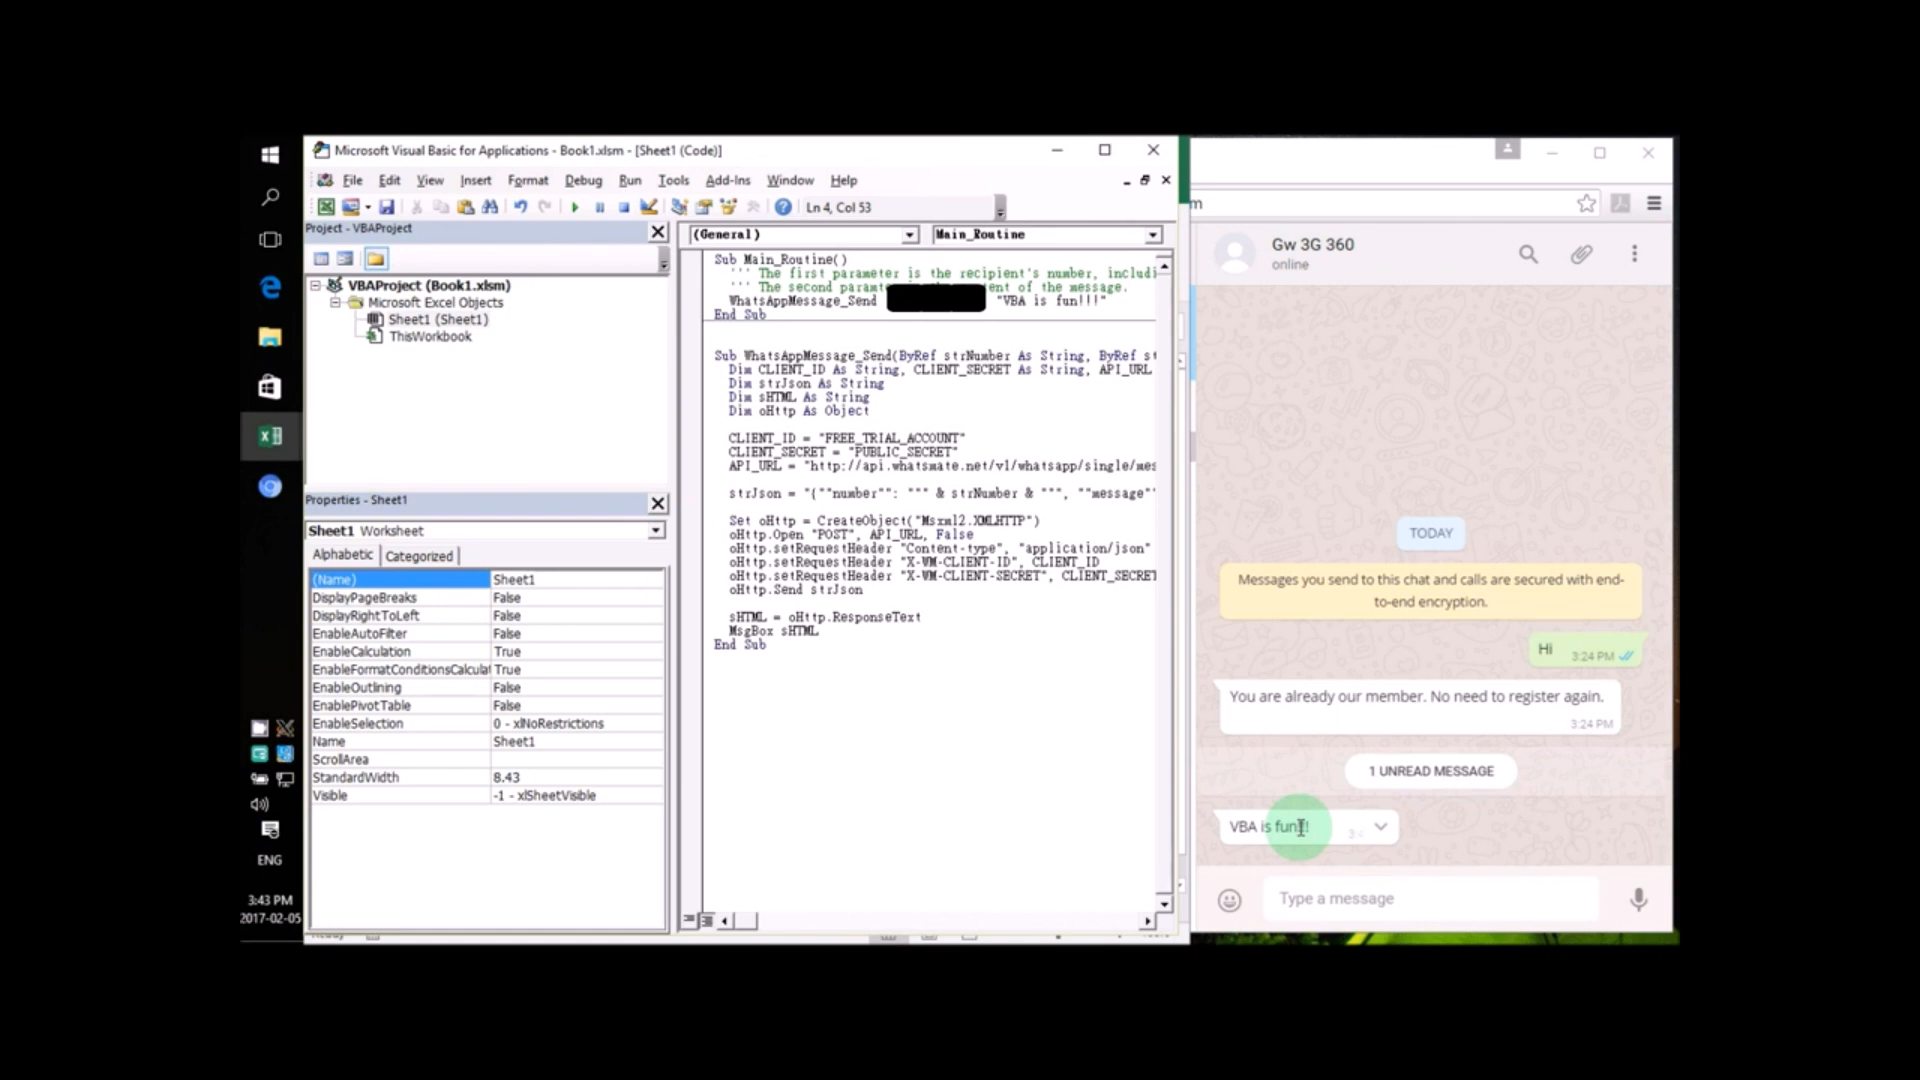 Microsoft Visual Basic for Applications - Book1.xlsm - [Sheet1 (Code)]
File Edit View Insert Format Debug Run Tools Add-Ins Window Help
Ln 4, Col 53
Project - VBAProject
VBAProject (Book1.xlsm)
Microsoft Excel Objects
Sheet1 (Sheet1)
ThisWorkbook
Properties - Sheet1
Sheet1 Worksheet
Alphabetic Categorized
(Name) Sheet1
DisplayPageBreaks False
DisplayRightToLeft False
EnableAutoFilter False
EnableCalculation True
EnableFormatConditionsCalculat True
EnableOutlining False
EnablePivotTable False
EnableSelection 0 - xlNoRestrictions
Name Sheet1
ScrollArea
StandardWidth 8.43
Visible -1 - xlSheetVisible
(General) Main_Routine
Sub Main_Routine()
''' The first parameter is the recipient's number, includi
''' The second of the message.
WhatsAppMessage_Send "VBA is fun!!!"
End Sub
Sub WhatsAppMessage_Send(ByRef strNumber As String, ByRef st
Dim CLIENT_ID As String, CLIENT_SECRET As String, API_URL
Dim strJson As String
Dim sHTML As String
Dim oHttp As Object
CLIENT_ID = "FREE_TRIAL_ACCOUNT"
CLIENT_SECRET = "PUBLIC_SECRET"
API_URL = "http://api.whatsmate.net/v1/whatsapp/single/mes
strJson = "{""number"": """ & strNumber & """, ""message""
Set oHttp = CreateObject("Msxml2.XMLHTTP")
oHttp.Open "POST", API_URL, False
oHttp.setRequestHeader "Content-type", "application/json"
oHttp.setRequestHeader "X-WM-CLIENT-ID", CLIENT_ID
oHttp.setRequestHeader "X-WM-CLIENT-SECRET", CLIENT_SECRET
oHttp.Send strJson
sHTML = oHttp.ResponseText
MsgBox sHTML
End Sub
m
Gw 3G 360
online
TODAY
Messages you send to this chat and calls are secured with end-
to-end encryption.
Hi 3:24 PM
You are already our member. No need to register again.
3:24 PM
1 UNREAD MESSAGE
VBA is fun!!!
Type a message
ENG
3:43 PM
2017-02-05